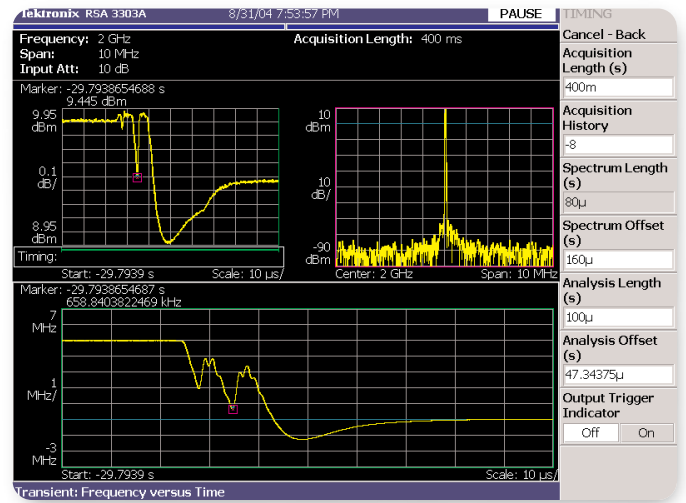 Tektronix RSA 3303A 8/31/04 7:53:57 PM PAUSE
Frequency: 2 GHz Acquisition Length: 400 ms
Span: 10 MHz
Input Att: 10 dB
Marker: -29.7938654688 s
9.445 dBm
9.95
dBm
0.1
dB/
8.95
dBm
Timing:
Start: -29.7939 s Scale: 10 µs/
10
dBm
10
dB/
-90
dBm
Center: 2 GHz Span: 10 MHz
Marker: -29.7938654687 s
658.8403822469 kHz
7
MHz
1
MHz/
-3
MHz
Start: -29.7939 s Scale: 10 µs/
Transient: Frequency versus Time
TIMING
Cancel - Back
Acquisition
Length (s)
400m
Acquisition
History
-8
Spectrum Length
(s)
80µ
Spectrum Offset
(s)
160µ
Analysis Length
(s)
100µ
Analysis Offset
(s)
47.34375µ
Output Trigger
Indicator
Off On